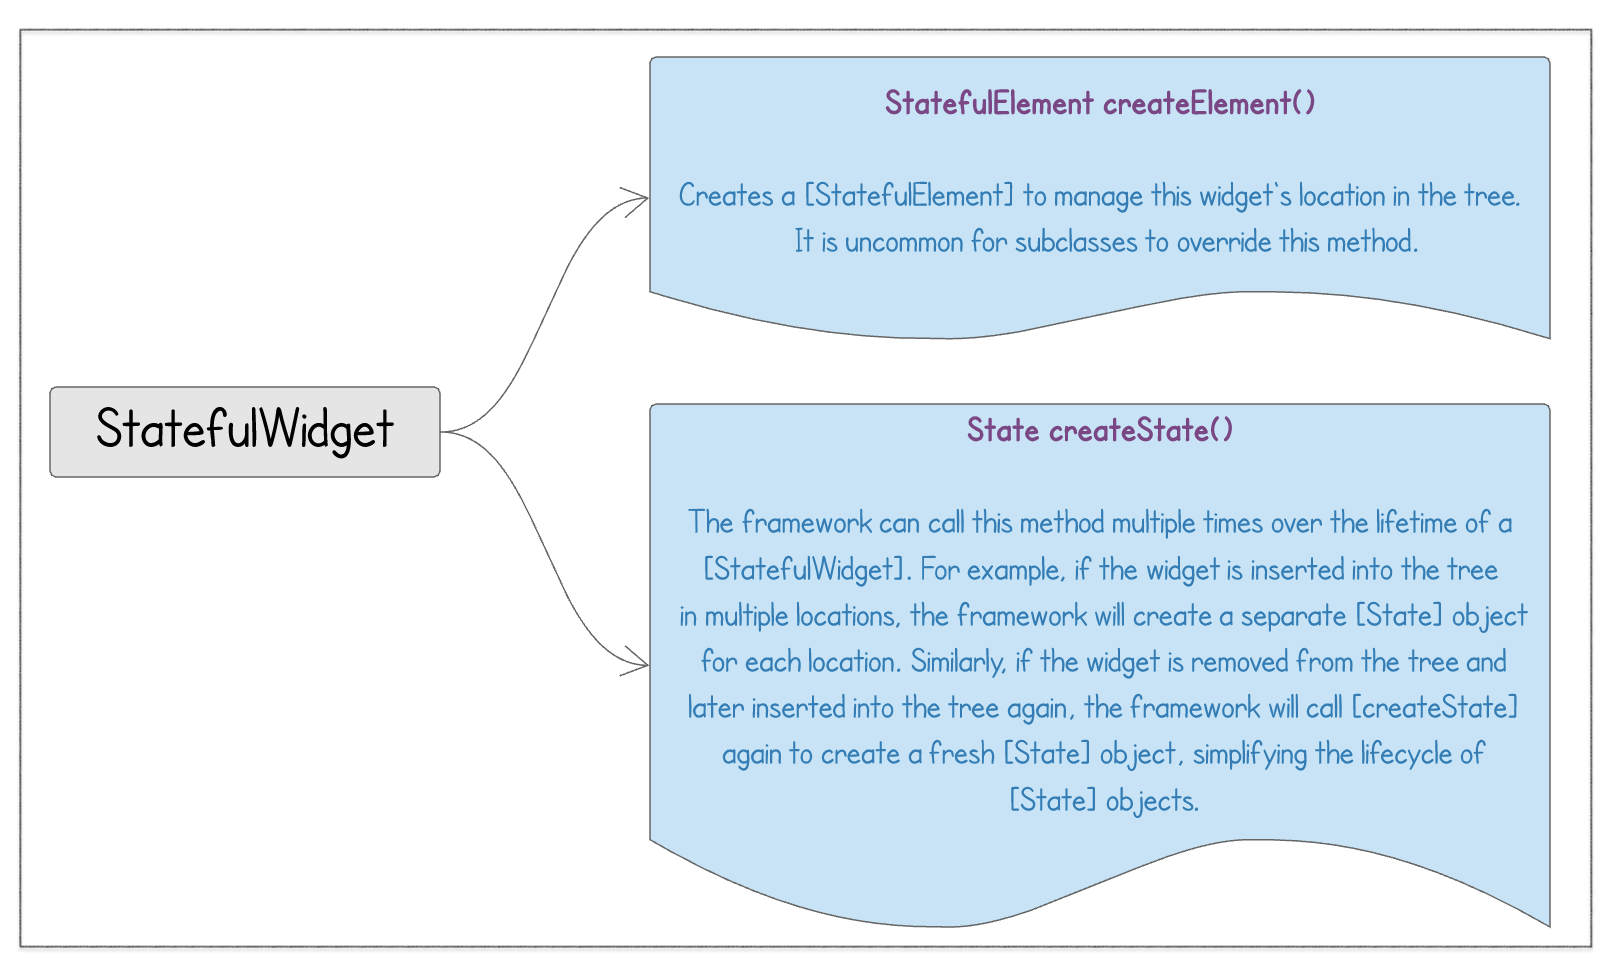 StatefulWidget
StatefulElement createElement()
Creates a [StatefulElement] to manage this widget's location in the tree.
It is uncommon for subclasses to override this method.
State createState()
The framework can call this method multiple times over the lifetime of a
[StatefulWidget]. For example, if the widget is inserted into the tree
in multiple locations, the framework will create a separate [State] object
for each location. Similarly, if the widget is removed from the tree and
later inserted into the tree again, the framework will call [createState]
again to create a fresh [State] object, simplifying the lifecycle of
[State] objects.